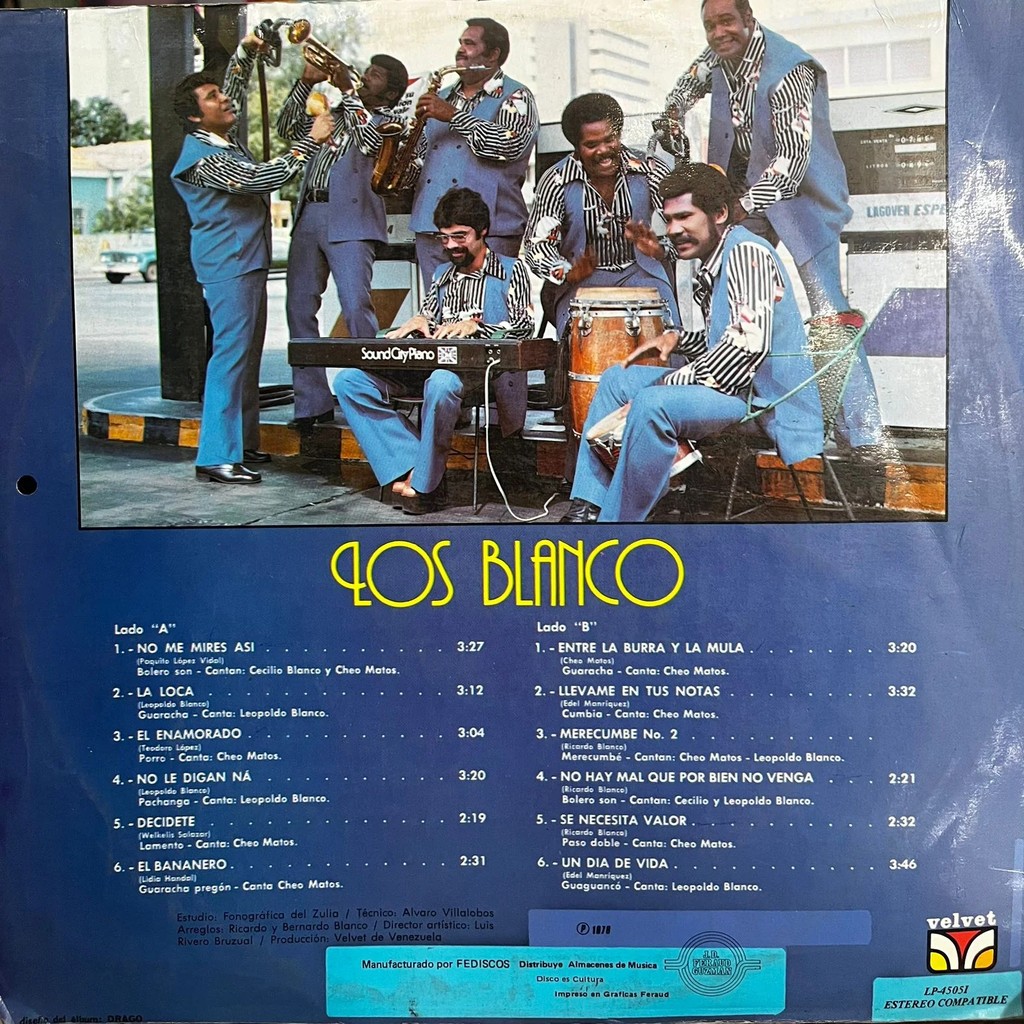 SoundCityPiano
LAGOVEN ESPE
LOS BLANCO
Lado "A"
1. - NO ME MIRES ASI . . . . . . . . . . . 3:27
(Paquito López Vidal)
Bolero son - Cantan: Cecilio Blanco y Cheo Matos.
2. - LA LOCA . . . . . . . . . . . . . 3:12
(Leopoldo Blanco)
Guaracha - Canta: Leopoldo Blanco.
3. - EL ENAMORADO . . . . . . . . . . . 3:04
(Teodoro López)
Porro - Canta: Cheo Matos.
4. - NO LE DIGAN NÁ . . . . . . . . . . . 3:20
(Leopoldo Blanco)
Pachanga - Canta: Leopoldo Blanco.
5. - DECIDETE . . . . . . . . . . . . . 2:19
(Welkelis Salazar)
Lamento - Canta: Cheo Matos.
6. - EL BANANERO . . . . . . . . . . . . 2:31
(Lidia Handal)
Guaracha pregón - Canta Cheo Matos.
Lado "B"
1. - ENTRE LA BURRA Y LA MULA . . . . . . . . 3:20
(Cheo Matos)
Guaracha - Canta: Cheo Matos.
2. - LLEVAME EN TUS NOTAS . . . . . . . . . 3:32
(Edel Manriquez)
Cumbia - Canta: Cheo Matos.
3. - MERECUMBE No. 2 . . . . . . . . . . .
(Ricardo Blanco)
Merecumbé - Cantan: Cheo Matos - Leopoldo Blanco.
4. - NO HAY MAL QUE POR BIEN NO VENGA . . . . 2:21
(Ricardo Blanco)
Bolero son - Cantan: Cecilio y Leopoldo Blanco.
5. - SE NECESITA VALOR . . . . . . . . . . 2:32
(Ricardo Blanco)
Paso doble - Canta: Cheo Matos.
6. - UN DIA DE VIDA . . . . . . . . . . . 3:46
(Edel Manriquez)
Guaguancó - Canta: Leopoldo Blanco.
Estudio: Fonográfica del Zulia / Técnico: Alvaro Villalobos
Arreglos: Ricardo y Bernardo Blanco / Director artístico: Luis
Rivero Bruzual / Producción: Velvet de Venezuela
Ⓟ 1978
velvet
Manufacturado por FEDISCOS Distribuye Almacenes de Musica
Disco es Cultura
Impreso en Graficas Feraud
J.D.
FERAUD
GUZMAN
LP-45051
ESTEREO COMPATIBLE
diseño del álbum: DRAGO